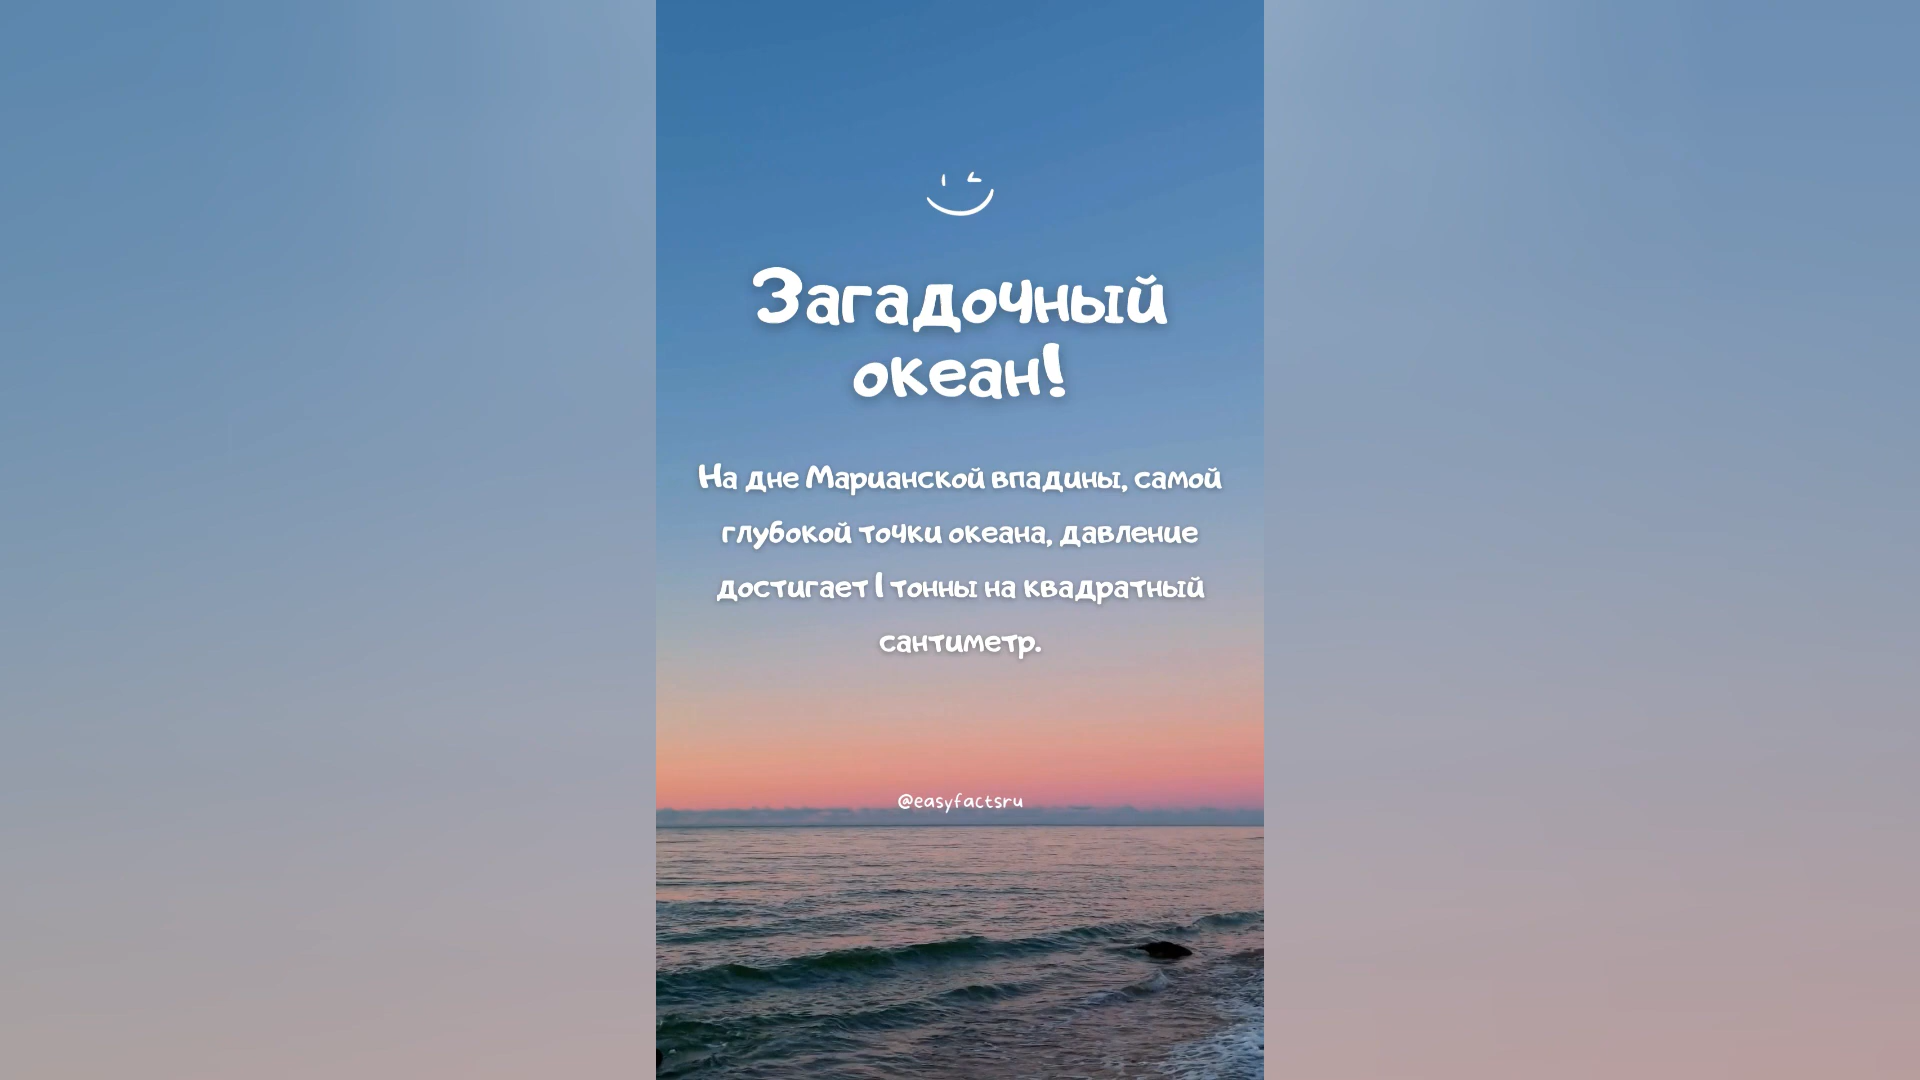 Загадочный
океан!
На дне Марианской впадины, самой
глубокой точки океана, давление
достигает 1 тонны на квадратный
сантиметр.
@easyfactsru